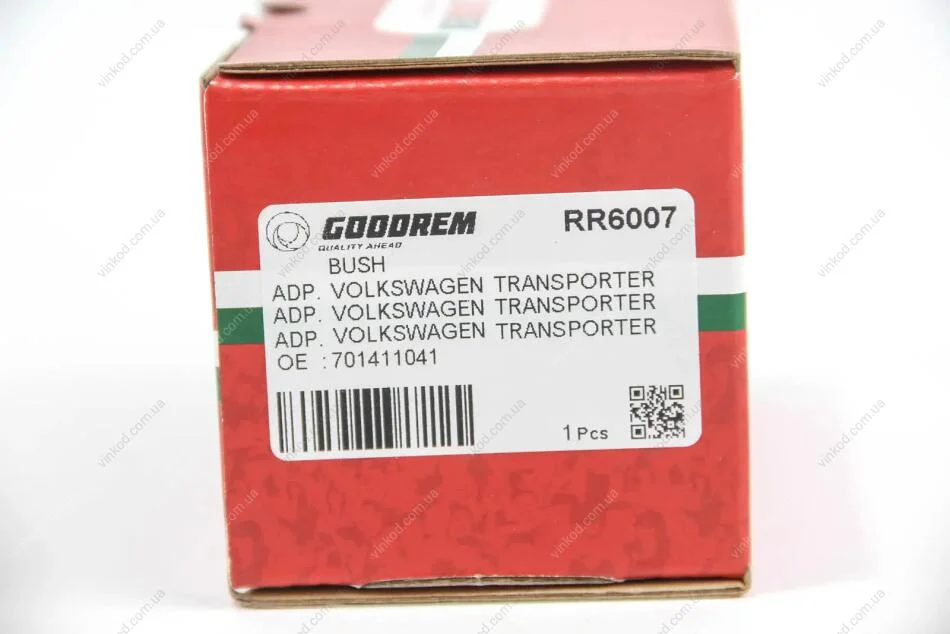 GOODREM
QUALITY AHEAD
RR6007
BUSH
ADP. VOLKSWAGEN TRANSPORTER
ADP. VOLKSWAGEN TRANSPORTER
ADP. VOLKSWAGEN TRANSPORTER
OE : 701411041
1 Pcs
vinkod.com.ua